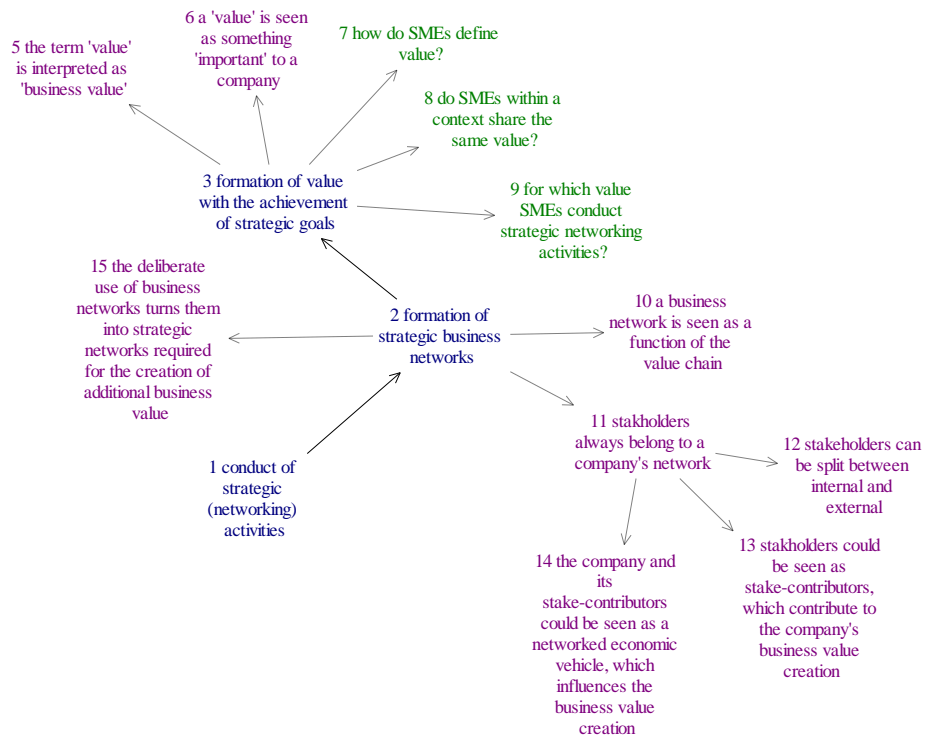 5 the term 'value'
is interpreted as
'business value'
6 a 'value' is seen
as something
'important' to a
company
7 how do SMEs define
value?
8 do SMEs within a
context share the
same value?
3 formation of value
with the achievement
of strategic goals
9 for which value
SMEs conduct
strategic networking
activities?
15 the deliberate
use of business
networks turns them
into strategic
networks required
for the creation of
additional business
value
2 formation of
strategic business
networks
10 a business
network is seen as a
function of the
value chain
11 stakholders
always belong to a
company's network
12 stakeholders can
be split between
internal and
external
1 conduct of
strategic
(networking)
activities
14 the company and
its
stake-contributors
could be seen as a
networked economic
vehicle, which
influences the
business value
creation
13 stakholders could
be seen as
stake-contributors,
which contribute to
the company's
business value
creation